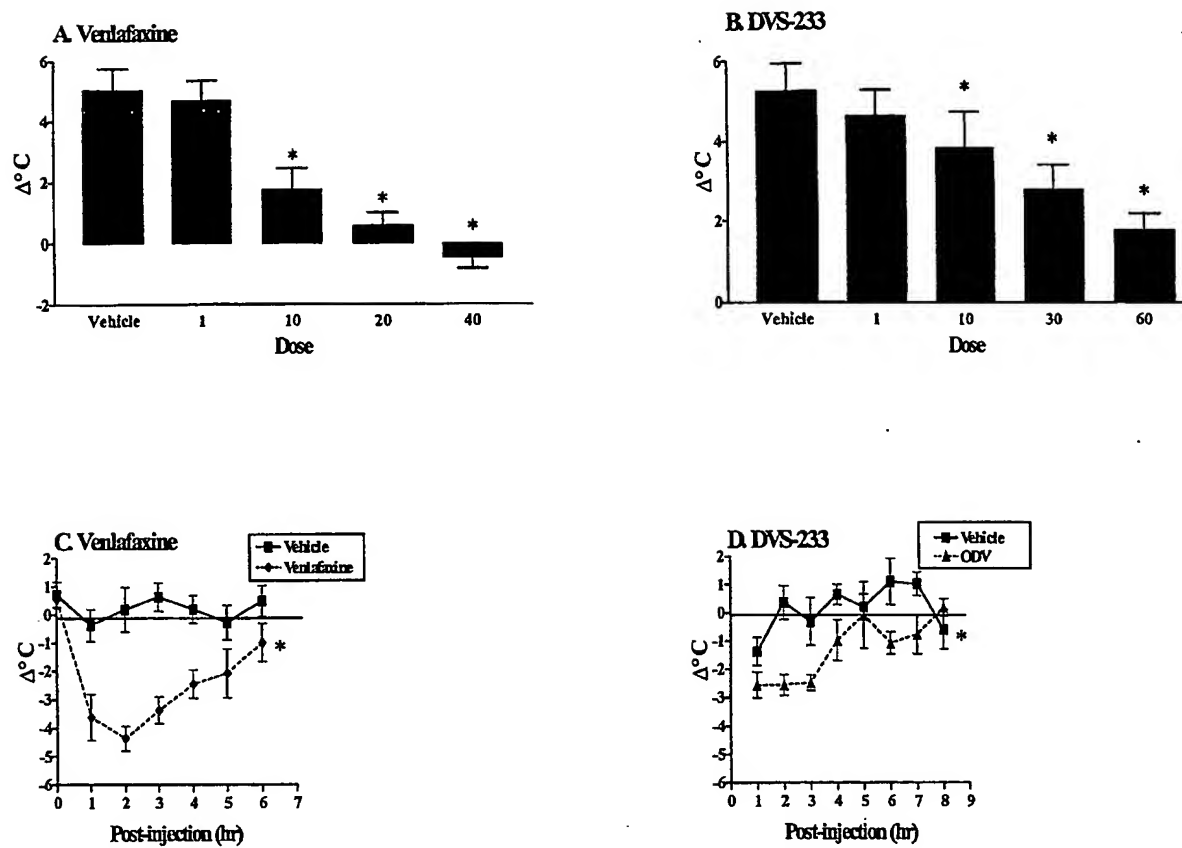 A. Venlafaxine
6
4
2
0
-2
Δ° C
*
*
*
Vehicle 1 10 20 40
Dose
B. DVS-233
6
4
2
0
Δ° C
*
*
*
Vehicle 1 10 30 60
Dose
C. Venlafaxine
Vehicle
Venlafaxine
2
1
0
-1
-2
-3
-4
-5
-6
Δ° C
*
0 1 2 3 4 5 6 7
Post-injection (hr)
D. DVS-233
Vehicle
ODV
2
1
0
-1
-2
-3
-4
-5
-6
Δ° C
*
0 1 2 3 4 5 6 7 8 9
Post-injection (hr)